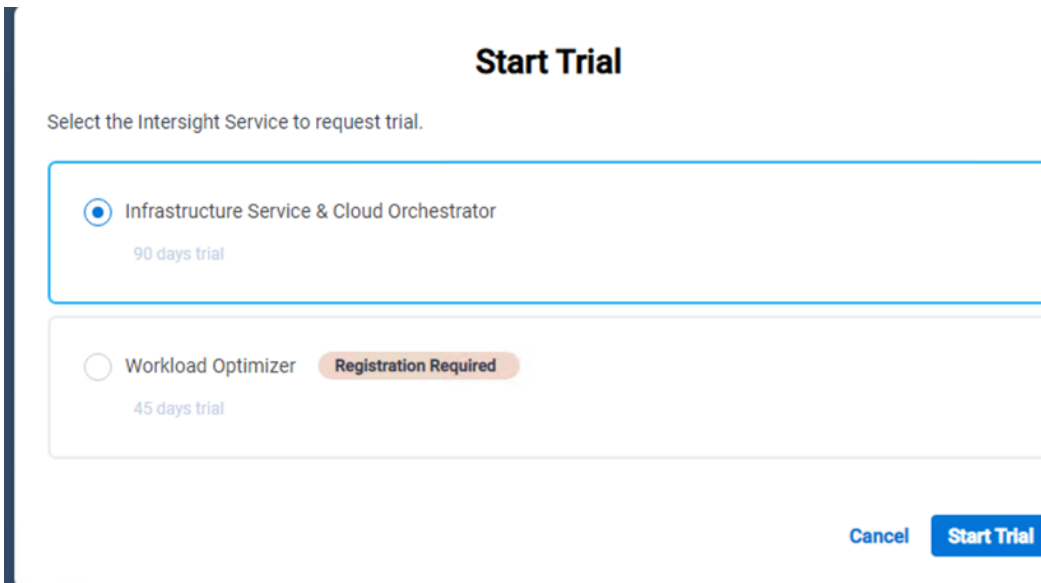 Start Trial
Select the Intersight Service to request trial.
Infrastructure Service & Cloud Orchestrator
90 days trial
Workload Optimizer Registration Required
45 days trial
Cancel Start Trial